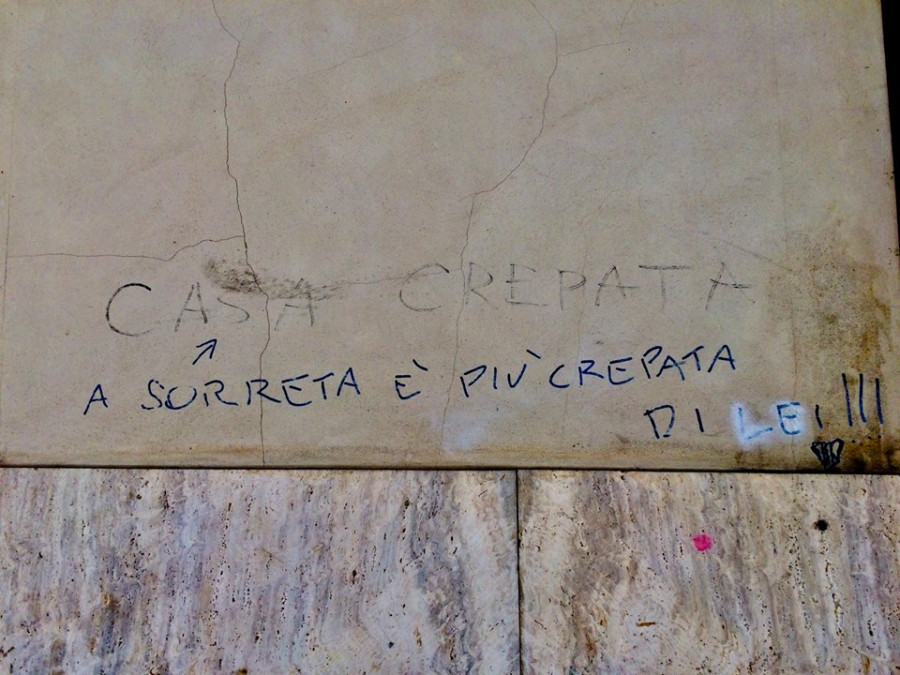 CASA CREPATA
A SORRETA È PIÙ CREPATA
DI LEI!!!